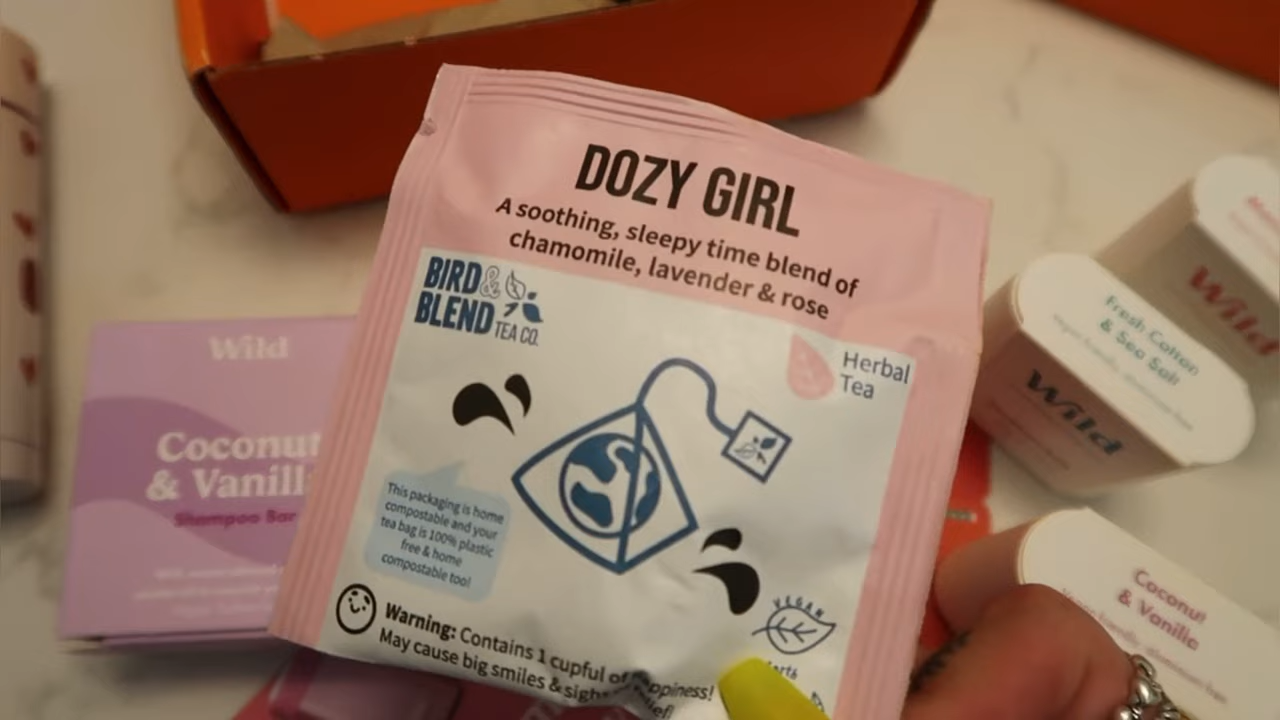 DOZY GIRL
A soothing, sleepy time blend of
chamomile, lavender & rose
BIRD &
BLEND
TEA CO.
Herbal
Tea
This packaging is home
compostable and your
tea bag is 100% plastic
free & home
compostable too!
VEGAN
Warning: Contains 1 cupful of
May cause big smiles &
Wild
Coconut
& Vanill
Shampoo Bar
Wild
Fresh Cotton
& Sea Salt
Wild
Coconut
& Vanilla